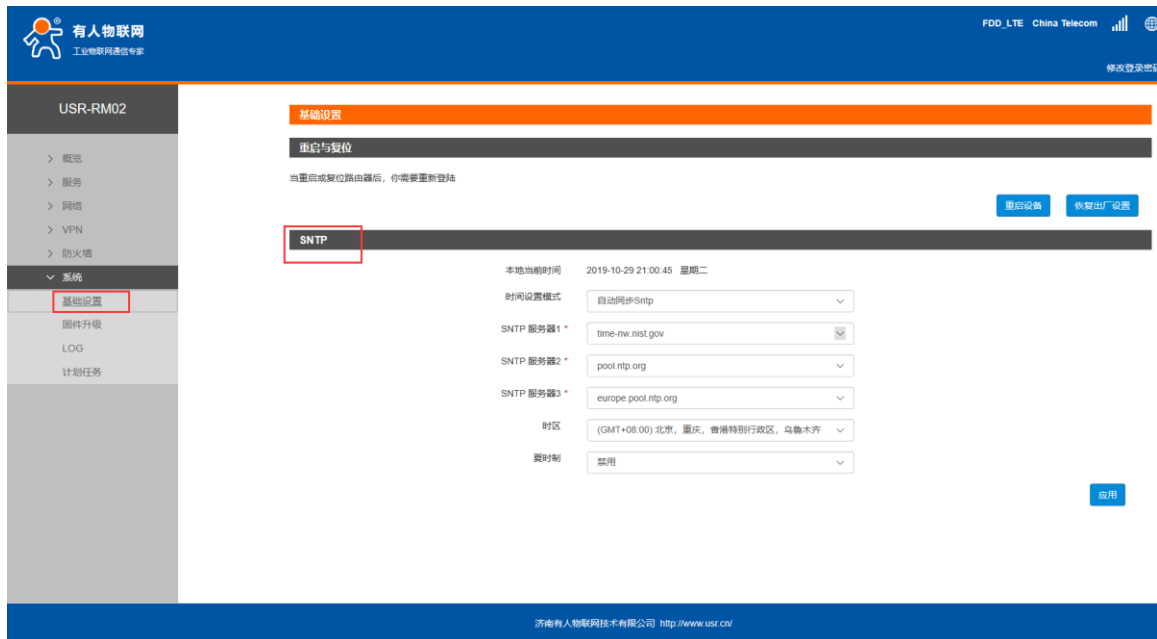 有人物联网
工业物联网通信专家
FDD_LTE China Telecom
修改登录密码
USR-RM02
概览
服务
网络
VPN
防火墙
系统
基础设置
固件升级
LOG
计划任务
基础设置
重启与复位
当重启或复位路由器后，你需要重新登陆
重启设备 恢复出厂设置
SNTP
本地当前时间 2019-10-29 21:00:45 星期二
时间设置模式 自动同步Sntp
SNTP 服务器1 * time-nw.nist.gov
SNTP 服务器2 * pool.ntp.org
SNTP 服务器3 * europe.pool.ntp.org
时区 (GMT+08:00) 北京，重庆，香港特别行政区，乌鲁木齐
夏时制 禁用
应用
济南有人物联网技术有限公司 http://www.usr.cn/